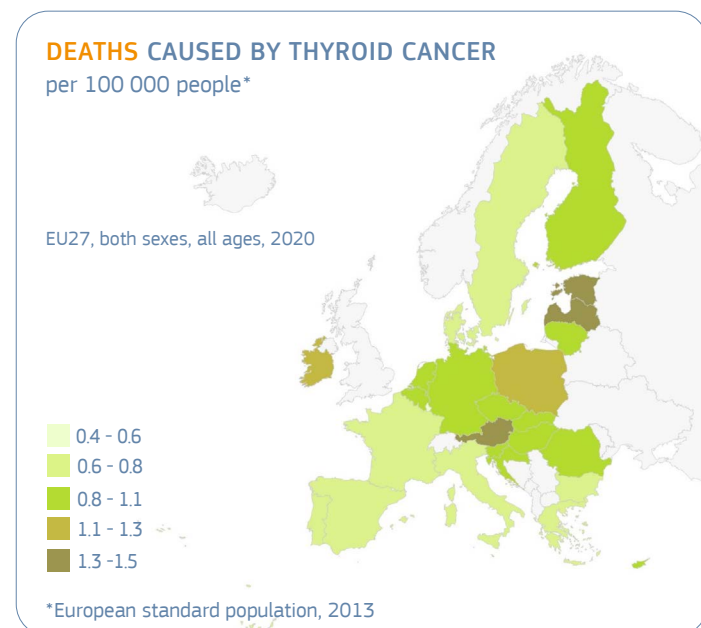 DEATHS CAUSED BY THYROID CANCER
per 100 000 people*
EU27, both sexes, all ages, 2020
0.4 - 0.6
0.6 - 0.8
0.8 - 1.1
1.1 - 1.3
1.3 -1.5
*European standard population, 2013